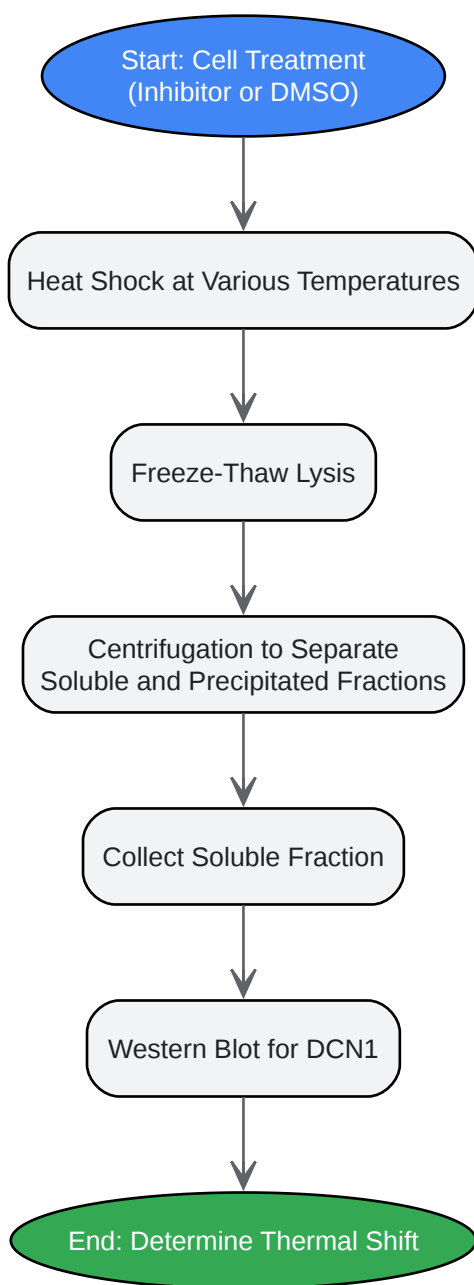 Start: Cell Treatment
(Inhibitor or DMSO)
Heat Shock at Various Temperatures
Freeze-Thaw Lysis
Centrifugation to Separate
Soluble and Precipitated Fractions
Collect Soluble Fraction
Western Blot for DCN1
End: Determine Thermal Shift